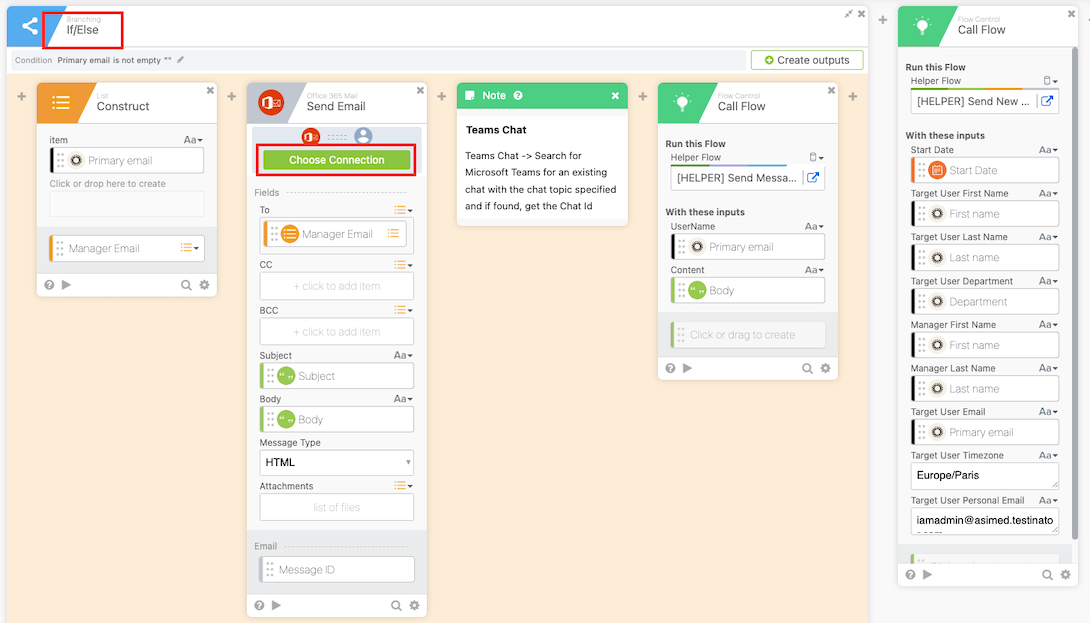 Branching
If/Else
Condition Primary email is not empty ""
Create outputs
List
Construct
item
Aa
Primary email
Click or drop here to create
Manager Email
Office 365 Mail
Send Email
Choose Connection
Fields
To
Manager Email
CC
+ click to add item
BCC
+ click to add item
Subject
Aa
Subject
Body
Aa
Body
Message Type
HTML
Attachments
list of files
Email
Message ID
Note
Teams Chat
Teams Chat -> Search for
Microsoft Teams for an existing
chat with the chat topic specified
and if found, get the Chat Id
Flow Control
Call Flow
Run this Flow
Helper Flow
[HELPER] Send Messa...
With these inputs
UserName
Aa
Primary email
Content
Aa
Body
Click or drag to create
Flow Control
Call Flow
Run this Flow
Helper Flow
[HELPER] Send New ...
With these inputs
Start Date
Aa
Start Date
Target User First Name
Aa
First name
Target User Last Name
Aa
Last name
Target User Department
Aa
Department
Manager First Name
Aa
First name
Manager Last Name
Aa
Last name
Target User Email
Aa
Primary email
Target User Timezone
Aa
Europe/Paris
Target User Personal Email
Aa
iamadmin@asimed.testinato